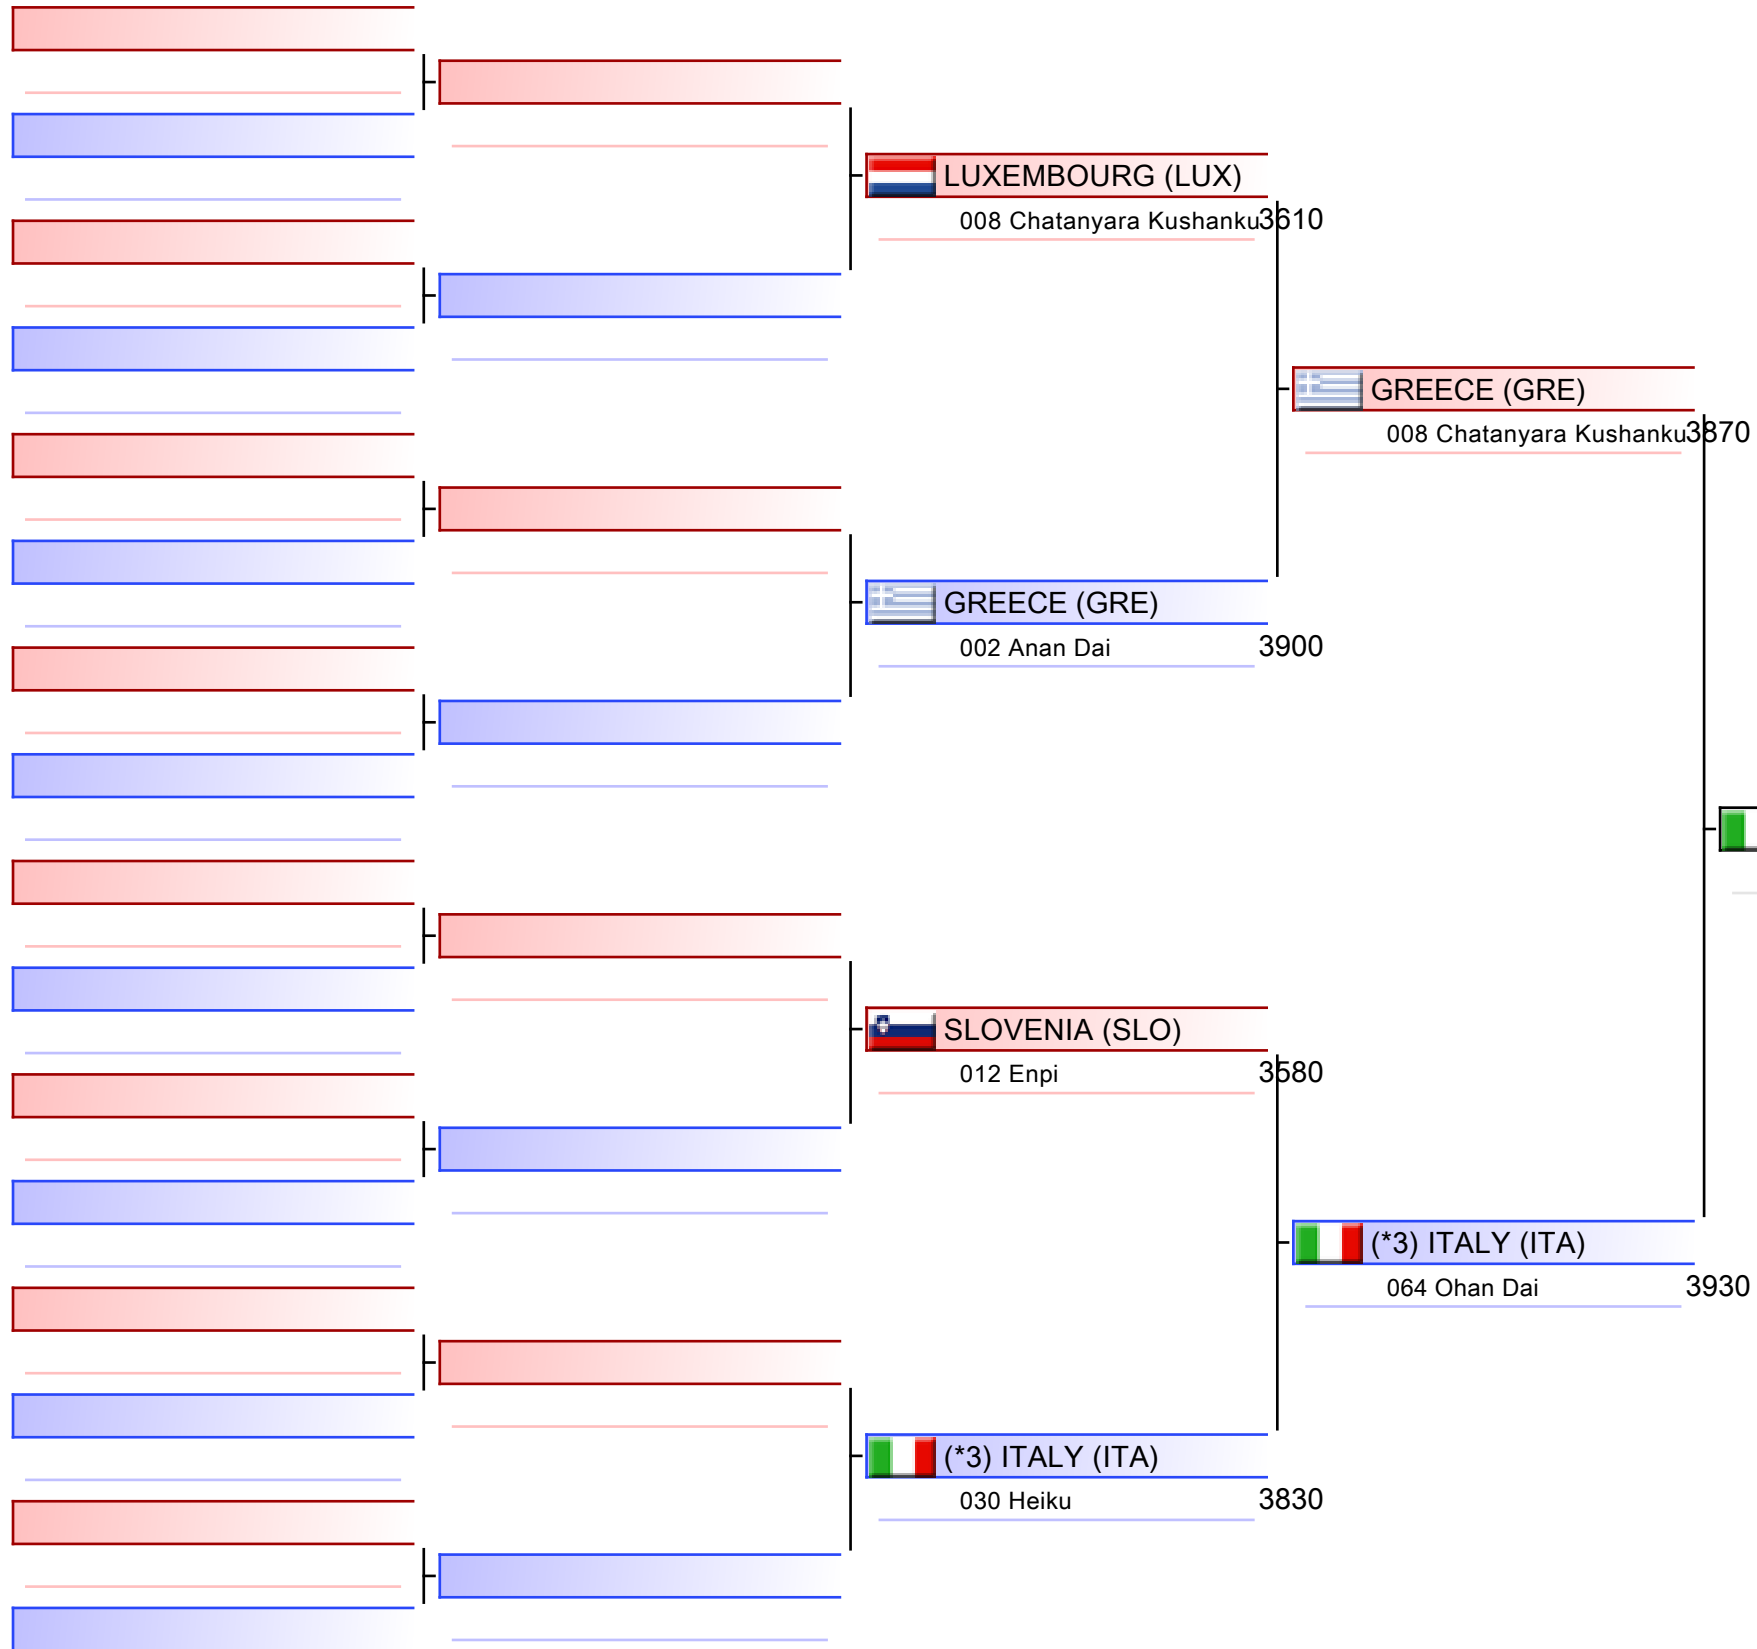 LUXEMBOURG (LUX)
008 Chatanyara Kushanku 3610
GREECE (GRE)
008 Chatanyara Kushanku 3870
GREECE (GRE)
002 Anan Dai 3900
SLOVENIA (SLO)
012 Enpi 3580
(*3) ITALY (ITA)
064 Ohan Dai 3930
(*3) ITALY (ITA)
030 Heiku 3830